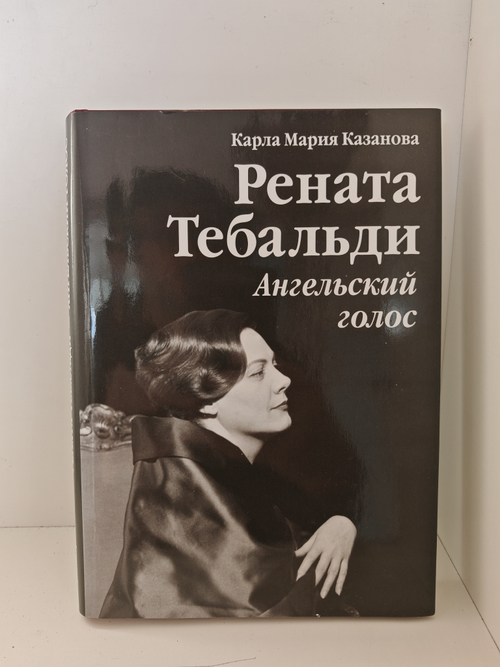 Карла Мария Казанова
Рената
Тебальди
Ангельский
голос